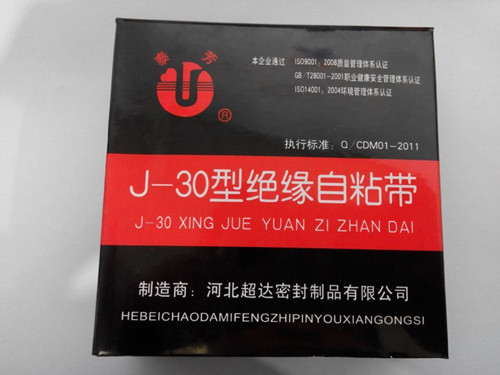 泰芳
®
本企业通过 ISO9001：2008质量管理体系认证
GB/T28001-2001职业健康安全管理体系认证
ISO14001：2004环境管理体系认证
执行标准：Q/CDM01-2011
J-30型绝缘自粘带
J-30 XING JUE YUAN ZI ZHAN DAI
制造商：河北超达密封制品有限公司
HEBEICHAODAMIFENGZHIPINYOUXIANGONGSI